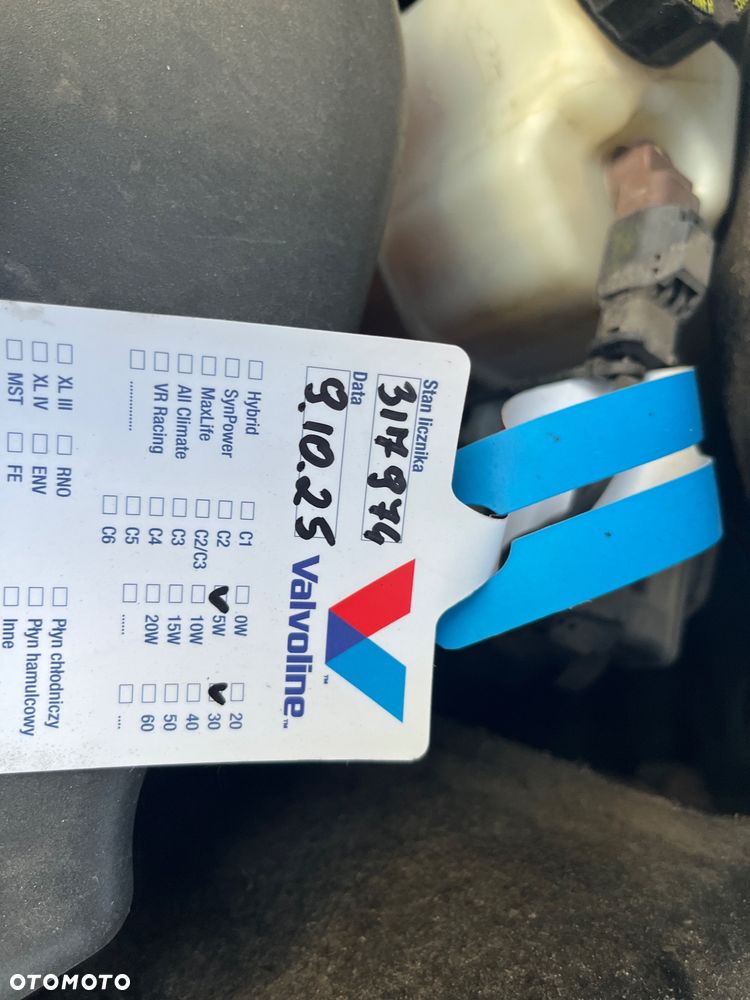 Stan licznika
317974
Data
9.10.25
Valvoline™
™
Hybrid C1 0W 20
SynPower C2 5W 30
MaxLife C2/C3 10W 40
All Climate C3 15W 50
VR Racing C4 20W 60
............ C5 ...... ....
C6
XL III RNO Płyn chłodniczy
XL IV ENV Płyn hamulcowy
MST FE Inne
OTOMOTO